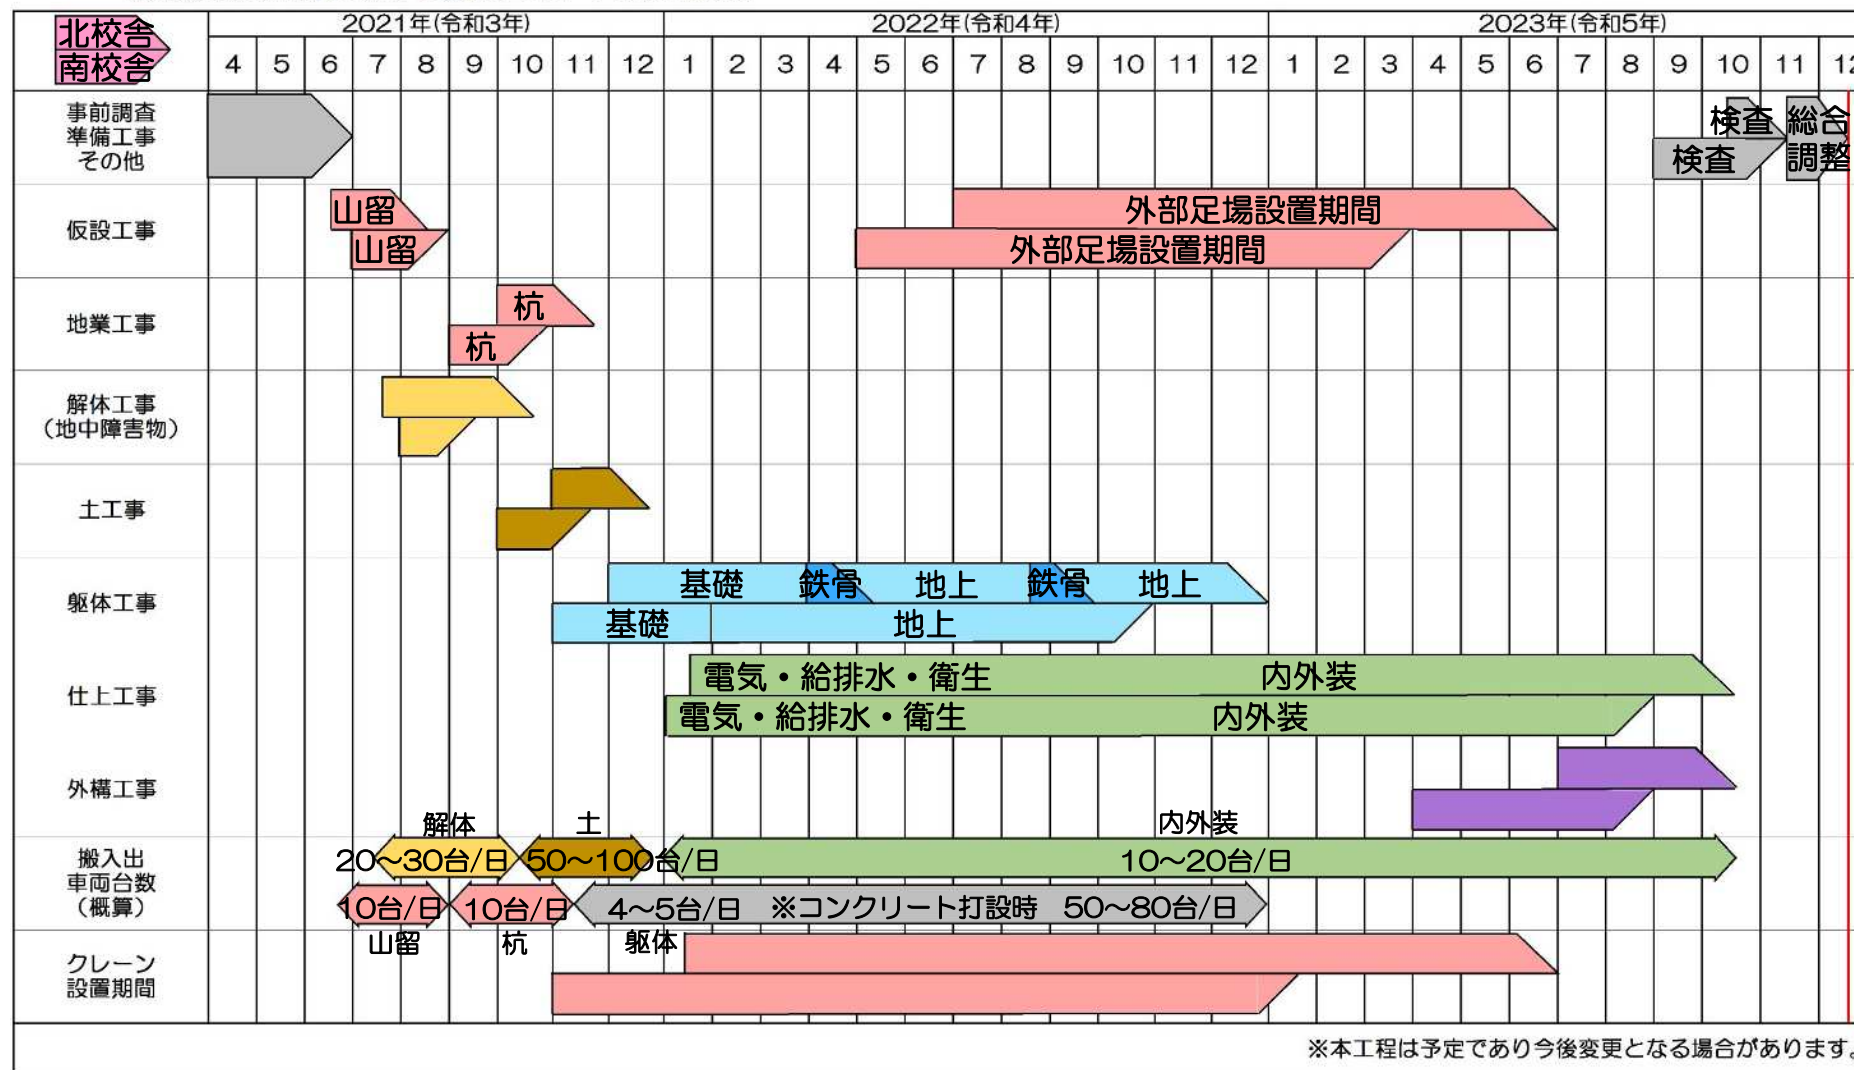 北校舎
南校舎
2021年(令和3年) 2022年(令和4年) 2023年(令和5年)
4 5 6 7 8 9 10 11 12 1 2 3 4 5 6 7 8 9 10 11 12 1 2 3 4 5 6 7 8 9 10 11 12
事前調査
準備工事
その他
検査 総合
検査 調整
仮設工事
山留 外部足場設置期間
山留 外部足場設置期間
地業工事
杭
杭
解体工事
（地中障害物）
土工事
躯体工事
基礎 鉄骨 地上 鉄骨 地上
基礎 地上
仕上工事
電気・給排水・衛生 内外装
電気・給排水・衛生 内外装
外構工事
搬入出
車両台数
（概算）
解体 土 内外装
20～30台/日 50～100台/日 10～20台/日
10台/日 10台/日 4～5台/日 ※コンクリート打設時 50～80台/日
山留 杭 躯体
クレーン
設置期間
※本工程は予定であり今後変更となる場合があります。